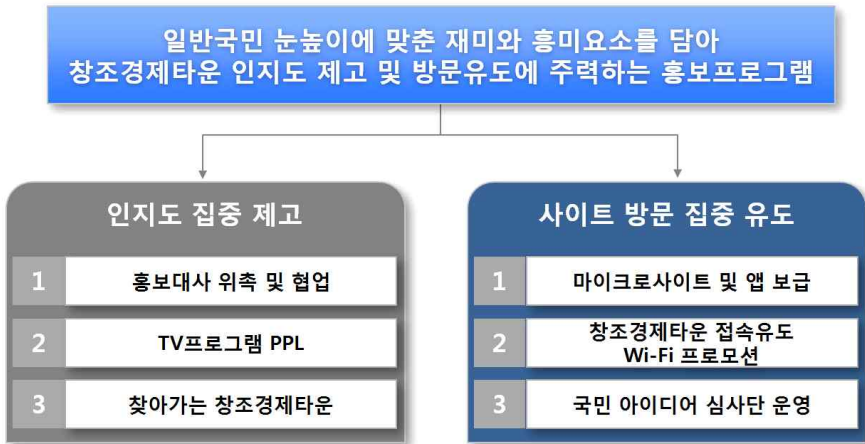 일반국민 눈높이에 맞춘 재미와 흥미요소를 담아
창조경제타운 인지도 제고 및 방문유도에 주력하는 홍보프로그램
인지도 집중 제고
1 홍보대사 위촉 및 협업
2 TV프로그램 PPL
3 찾아가는 창조경제타운
사이트 방문 집중 유도
1 마이크로사이트 및 앱 보급
2 창조경제타운 접속유도
Wi-Fi 프로모션
3 국민 아이디어 심사단 운영